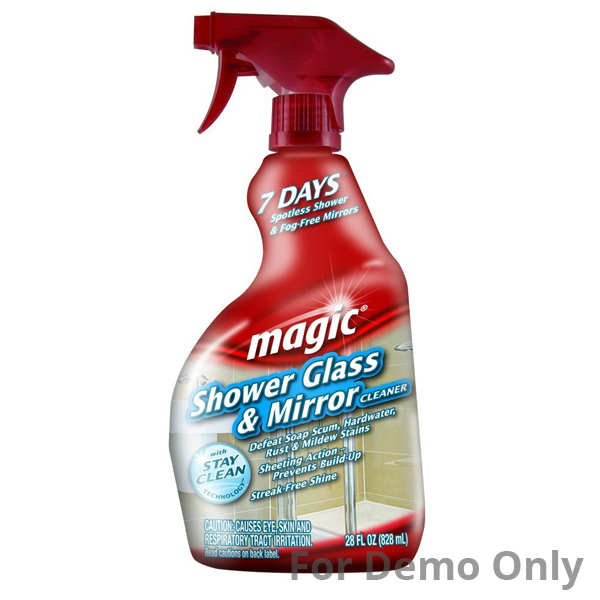 7 DAYS
Spotless Shower
& Fog-Free Mirrors
magic®
Shower Glass
& Mirror CLEANER
Defeat Soap Scum, Hardwater,
Rust & Mildew Stains
Sheeting Action -
Prevents Build-Up
Streak-Free Shine
with
STAY
CLEAN
TECHNOLOGY™
CAUTION: CAUSES EYE, SKIN AND
RESPIRATORY TRACT IRRITATION.
Read cautions on back label.
28 FL OZ (828 mL)
For Demo Only